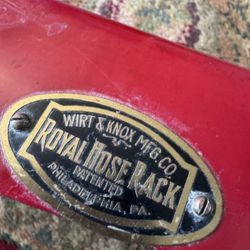 WIRT & KNOX MFG. CO.
ROYAL HOSE RACK
PATENTED
PHILADELPHIA, PA.